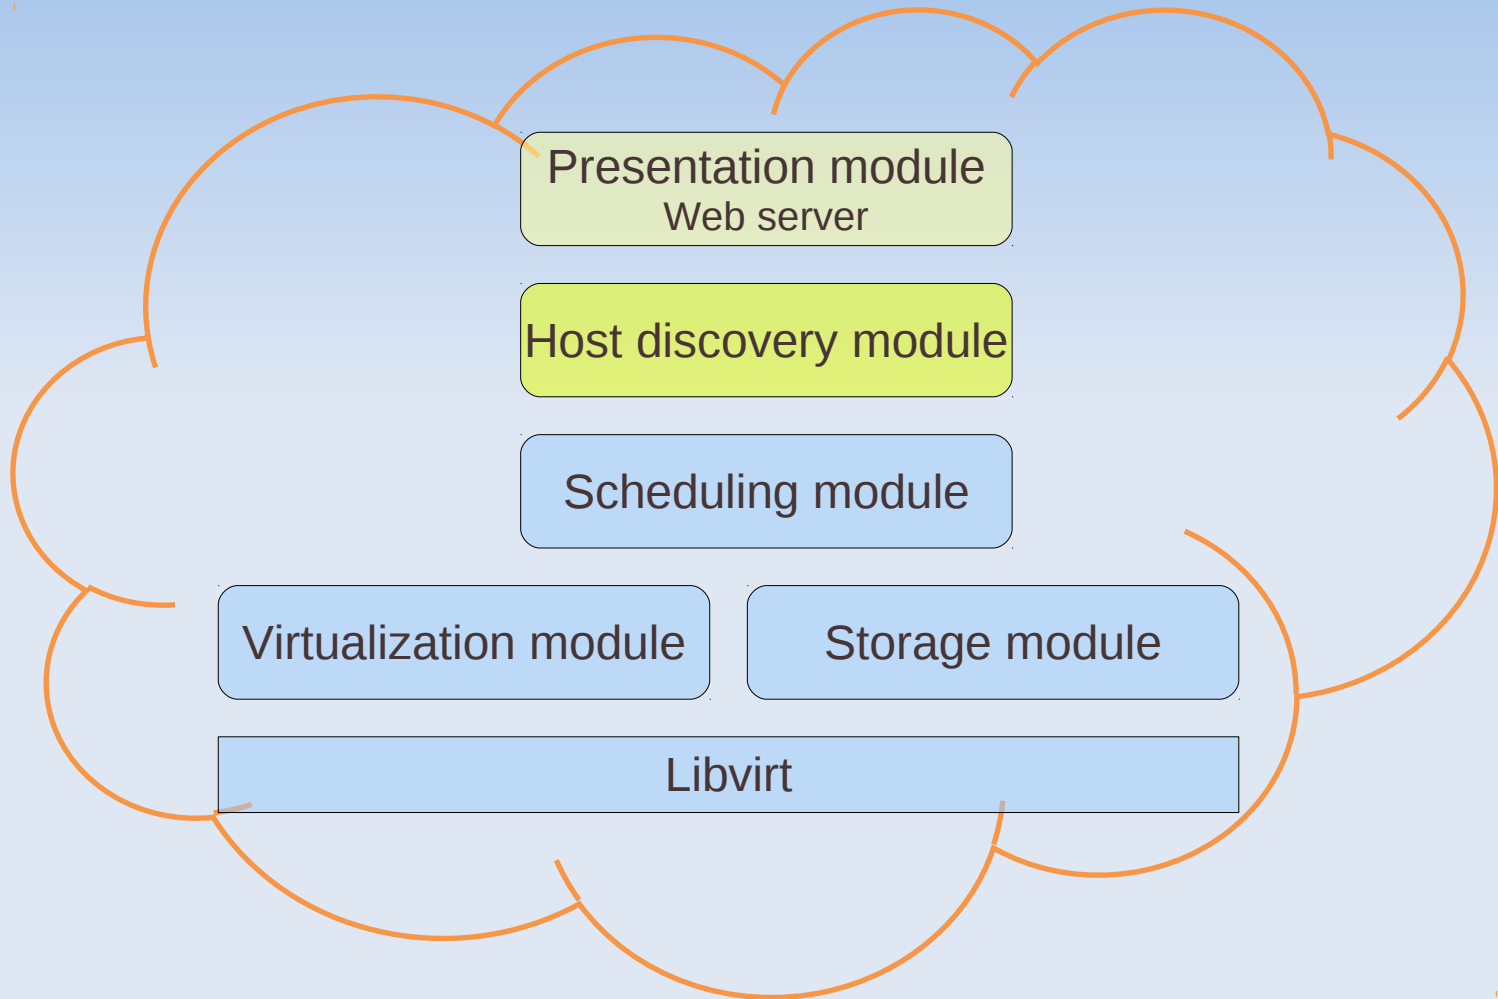 Presentation module
Web server
Host discovery module
Scheduling module
Virtualization module
Storage module
Libvirt